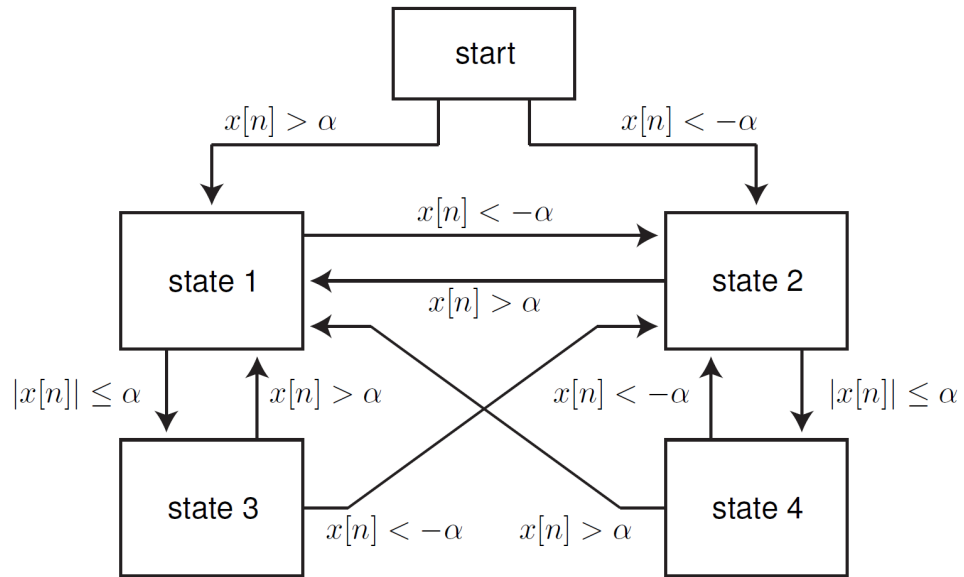 start
x[n] > α
x[n] < −α
x[n] < −α
state 1
state 2
x[n] > α
|x[n]| ≤ α
x[n] > α
x[n] < −α
|x[n]| ≤ α
state 3
state 4
x[n] < −α
x[n] > α